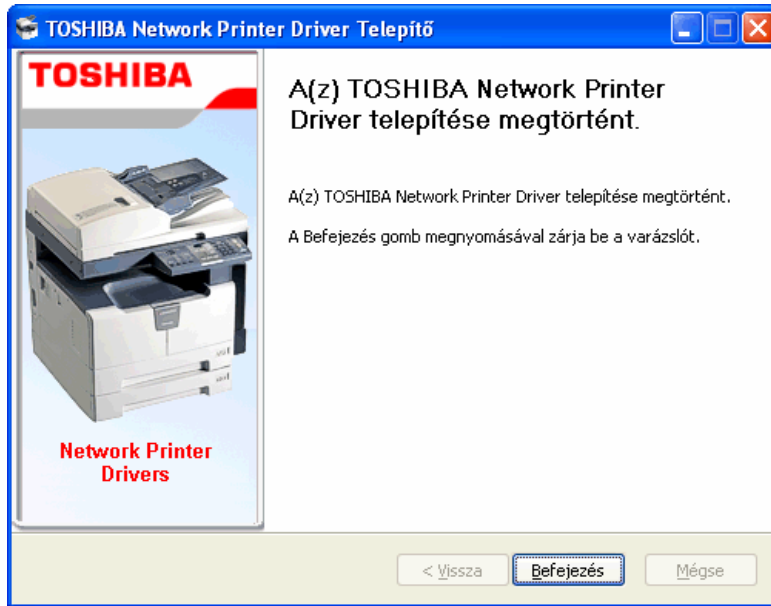 TOSHIBA Network Printer Driver Telepítő
TOSHIBA
A(z) TOSHIBA Network Printer
Driver telepítése megtörtént.
A(z) TOSHIBA Network Printer Driver telepítése megtörtént.
A Befejezés gomb megnyomásával zárja be a varázslót.
Network Printer
Drivers
< Vissza
Befejezés
Mégse